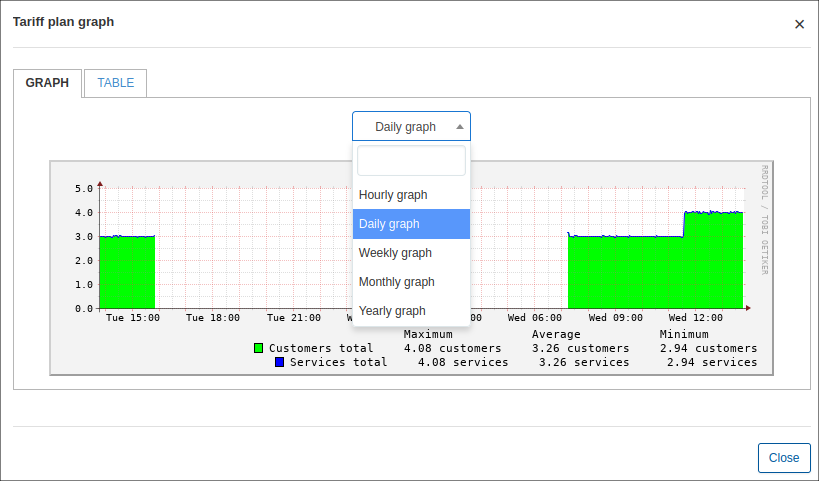 Tariff plan graph
×
GRAPH TABLE
Daily graph
Hourly graph
Daily graph
Weekly graph
Monthly graph
Yearly graph
RRDTOOL / TOBI OETIKER
5.0
4.0
3.0
2.0
1.0
0.0
Tue 15:00 Tue 18:00 Tue 21:00 Wed 06:00 Wed 09:00 Wed 12:00
Maximum Average Minimum
Customers total 4.08 customers 3.26 customers 2.94 customers
Services total 4.08 services 3.26 services 2.94 services
Close